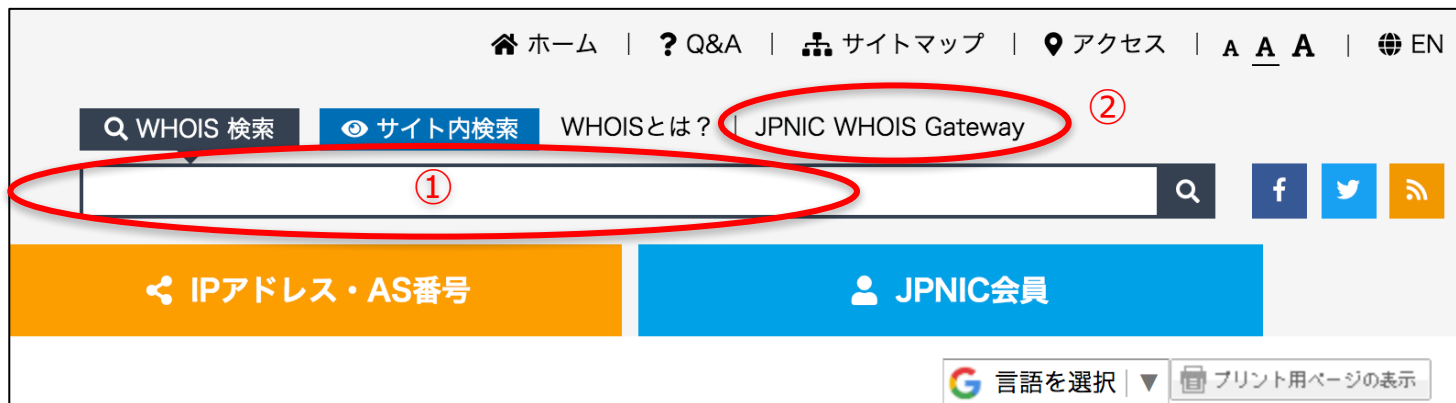 ホーム | ? Q&A | サイトマップ | アクセス | A A A | EN
②
WHOIS 検索 サイト内検索 WHOISとは？ | JPNIC WHOIS Gateway
①
f
IPアドレス・AS番号 JPNIC会員
G 言語を選択 | ▼ プリント用ページの表示